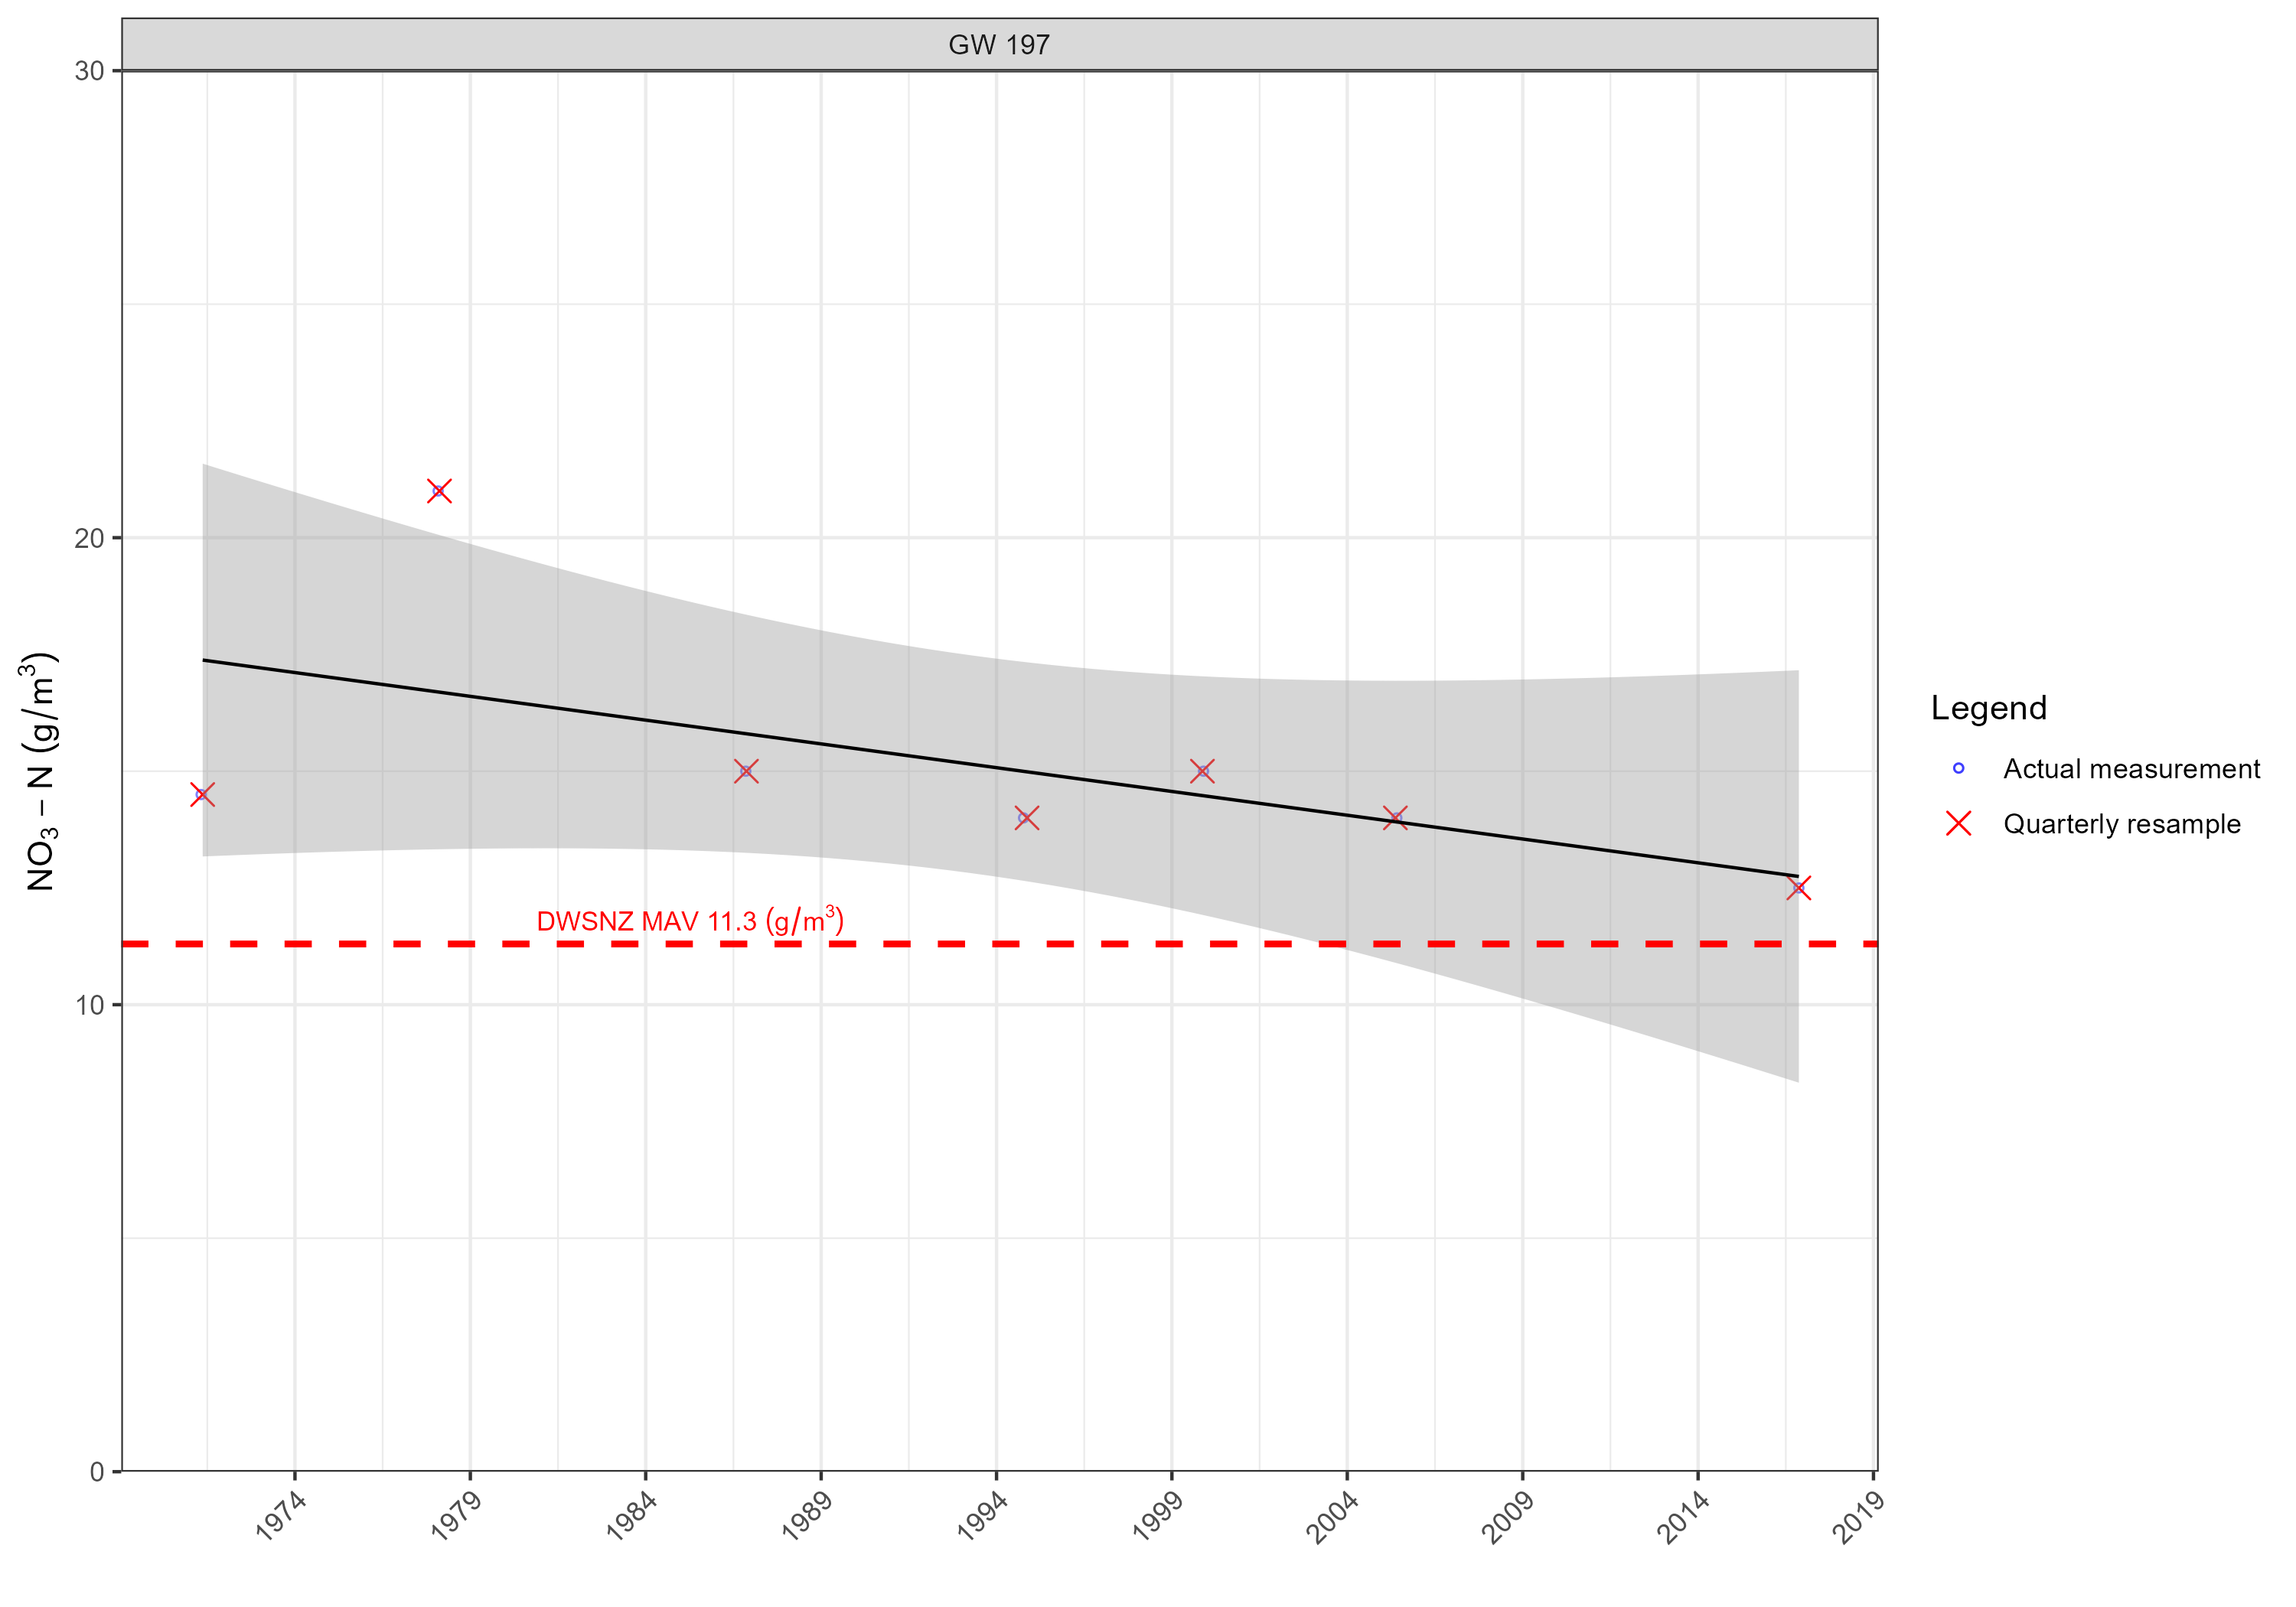 GW 197
30
20
10
0
NO₃ − N (g/m³)
DWSNZ MAV 11.3 (g/m³)
1974
1979
1984
1989
1994
1999
2004
2009
2014
2019
Legend
Actual measurement
Quarterly resample